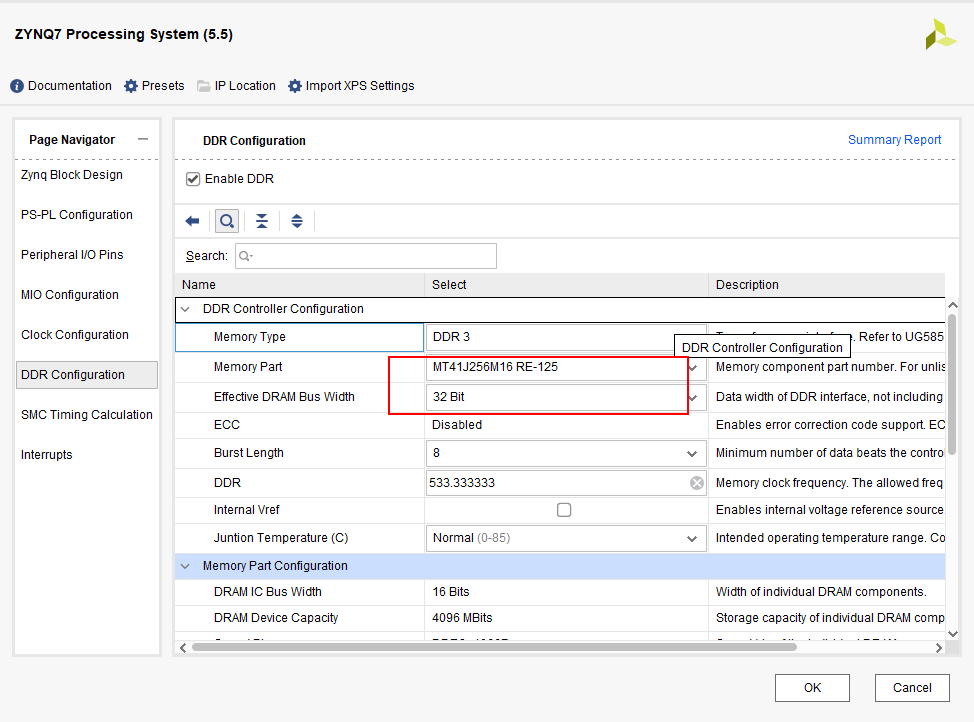 ZYNQ7 Processing System (5.5)
Documentation Presets IP Location Import XPS Settings
Page Navigator
Zynq Block Design
PS-PL Configuration
Peripheral I/O Pins
MIO Configuration
Clock Configuration
DDR Configuration
SMC Timing Calculation
Interrupts
DDR Configuration Summary Report
Enable DDR
Search:
Name Select Description
DDR Controller Configuration
Memory Type DDR 3 Refer to UG585
DDR Controller Configuration
Memory Part MT41J256M16 RE-125 Memory component part number. For unlis
Effective DRAM Bus Width 32 Bit Data width of DDR interface, not including
ECC Disabled Enables error correction code support. EC
Burst Length 8 Minimum number of data beats the contro
DDR 533.333333 Memory clock frequency. The allowed freq
Internal Vref Enables internal voltage reference source
Juntion Temperature (C) Normal (0-85) Intended operating temperature range. Co
Memory Part Configuration
DRAM IC Bus Width 16 Bits Width of individual DRAM components.
DRAM Device Capacity 4096 MBits Storage capacity of individual DRAM comp
OK Cancel